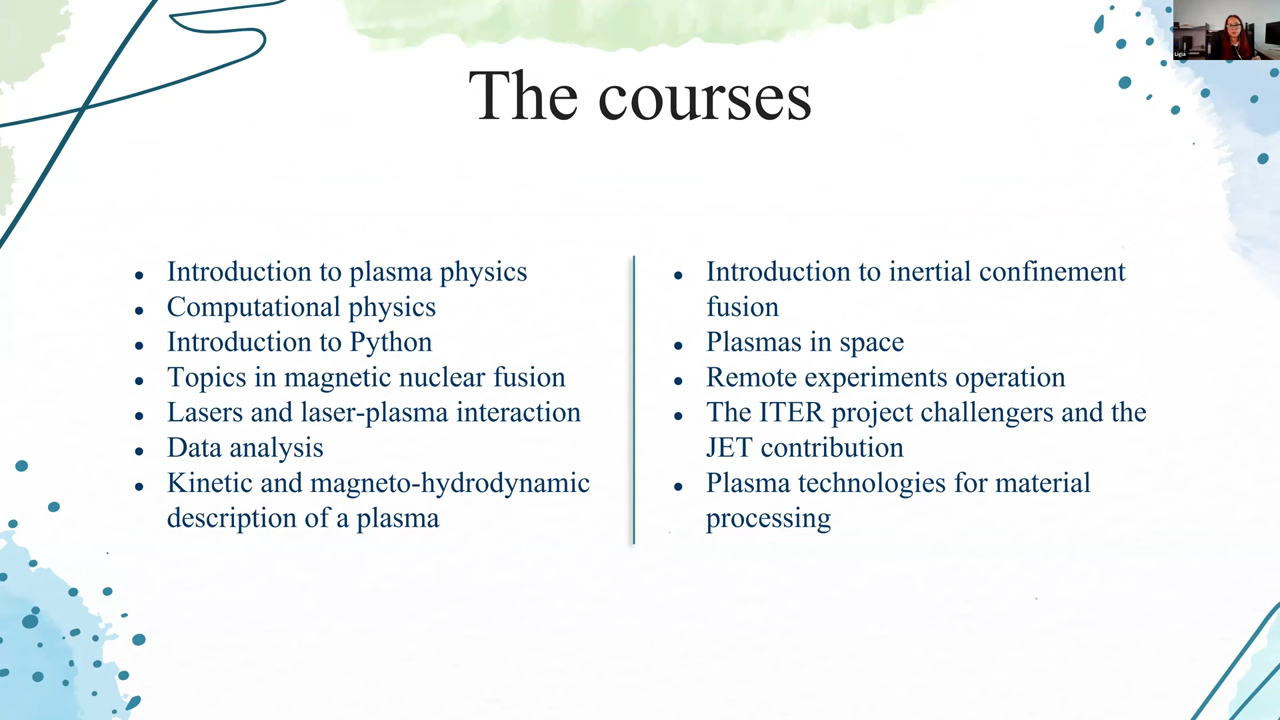 The courses
● Introduction to plasma physics
● Computational physics
● Introduction to Python
● Topics in magnetic nuclear fusion
● Lasers and laser-plasma interaction
● Data analysis
● Kinetic and magneto-hydrodynamic
description of a plasma
● Introduction to inertial confinement
fusion
● Plasmas in space
● Remote experiments operation
● The ITER project challengers and the
JET contribution
● Plasma technologies for material
processing
Ligia